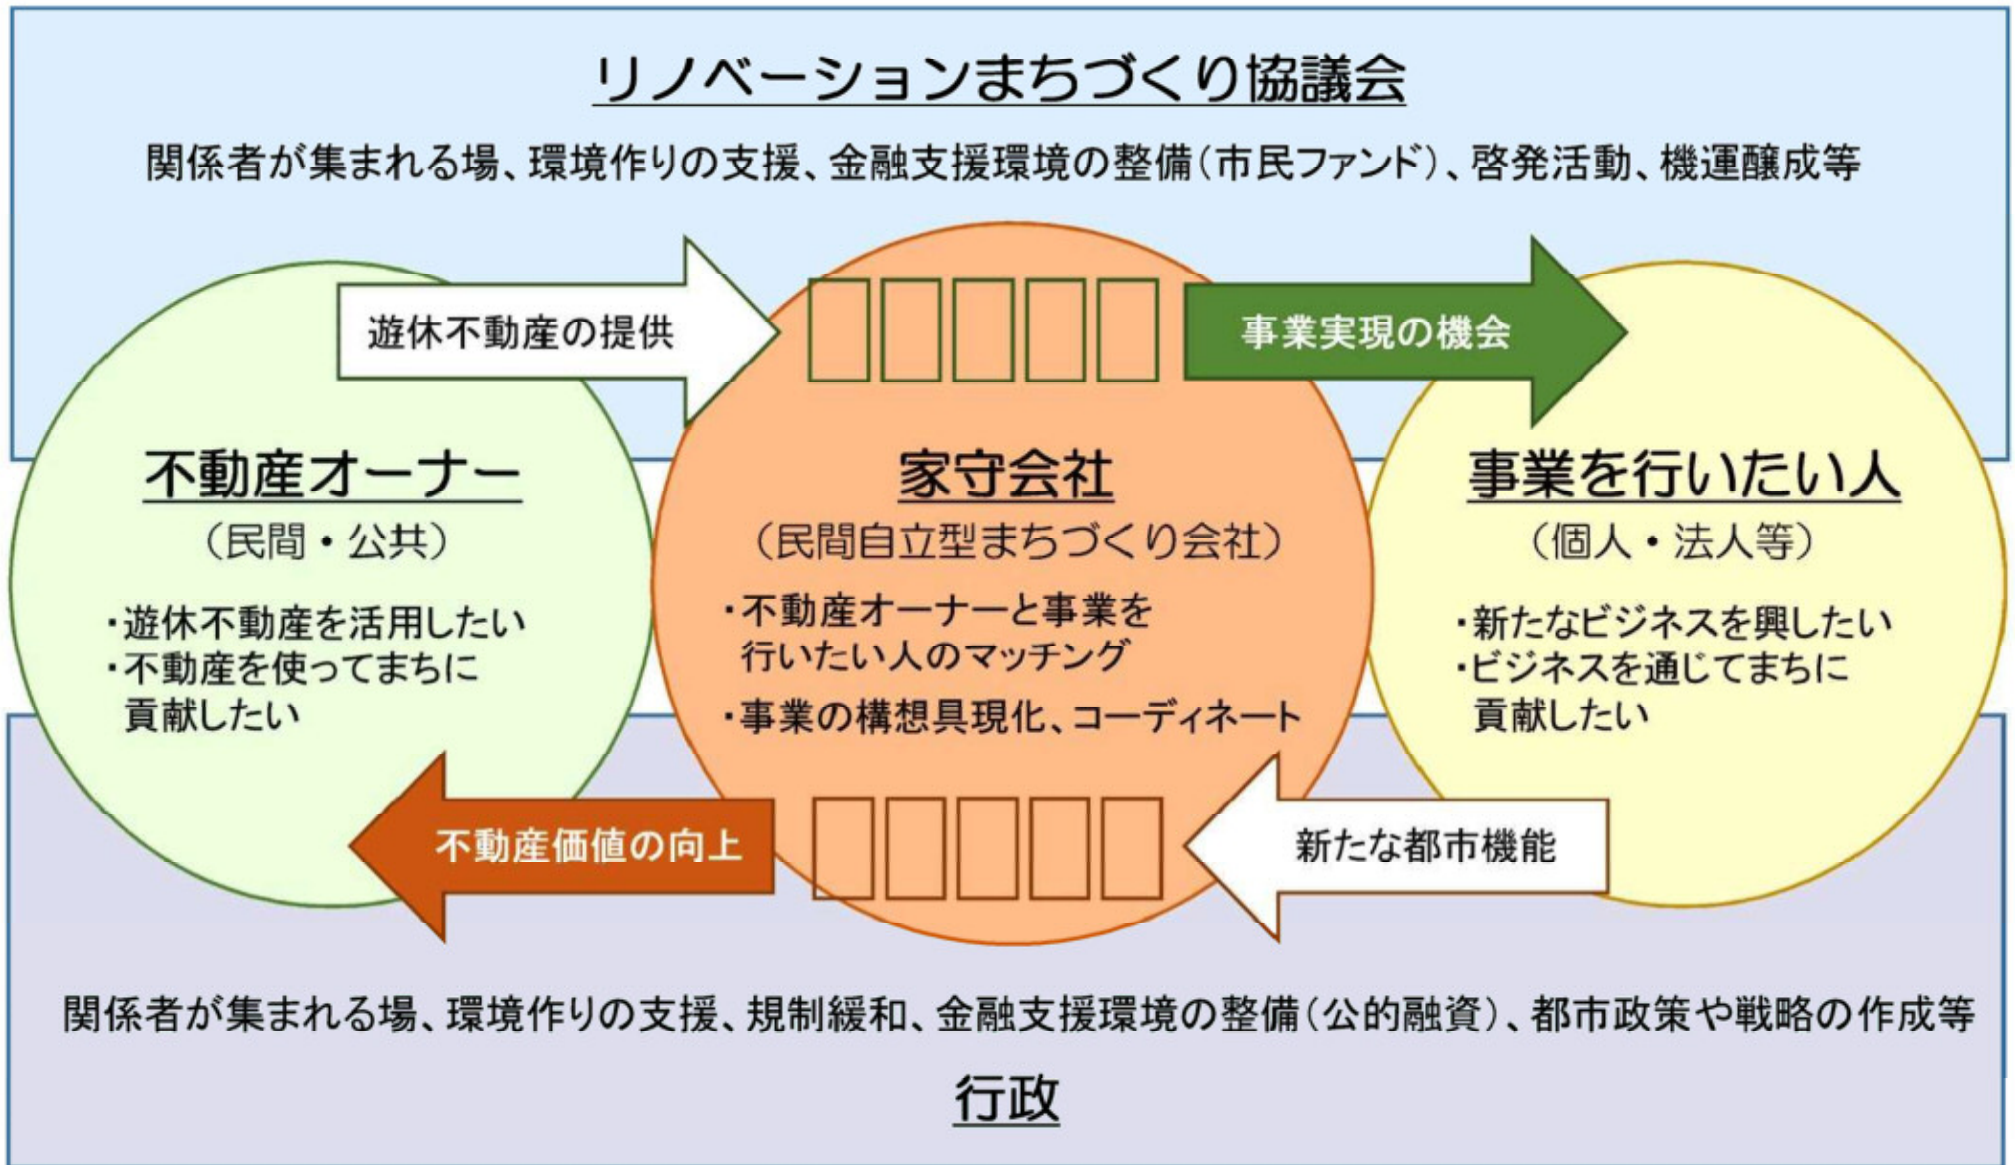 リノベーションまちづくり協議会
関係者が集まれる場、環境作りの支援、金融支援環境の整備(市民ファンド)、啓発活動、機運醸成等
遊休不動産の提供
事業実現の機会
不動産オーナー
(民間・公共)
・遊休不動産を活用したい
・不動産を使ってまちに
貢献したい
家守会社
(民間自立型まちづくり会社)
・不動産オーナーと事業を
行いたい人のマッチング
・事業の構想具現化、コーディネート
事業を行いたい人
(個人・法人等)
・新たなビジネスを興したい
・ビジネスを通じてまちに
貢献したい
不動産価値の向上
新たな都市機能
関係者が集まれる場、環境作りの支援、規制緩和、金融支援環境の整備(公的融資)、都市政策や戦略の作成等
行政